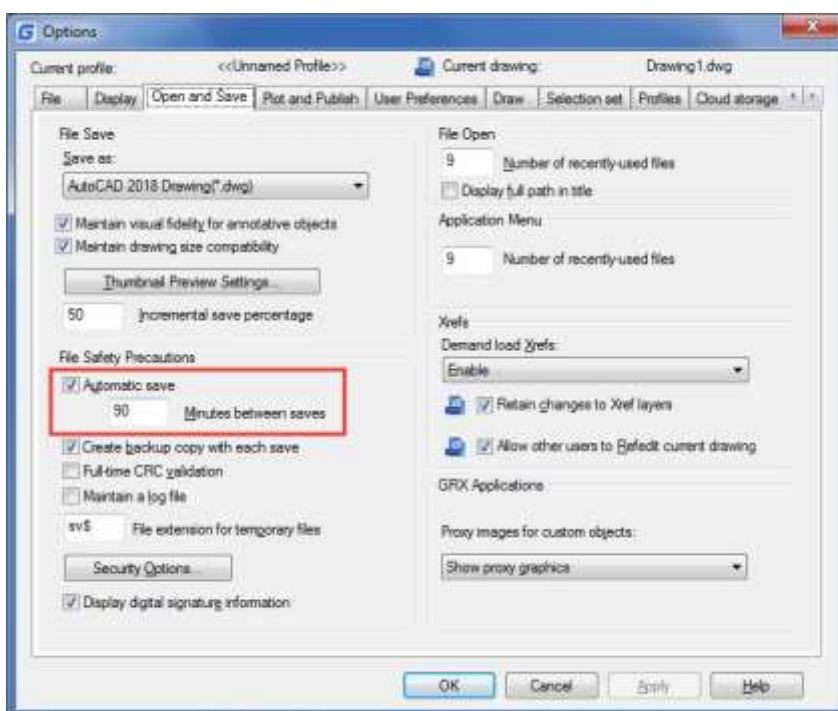 Options
Current profile: <<Unnamed Profile>> Current drawing: Drawing1.dwg
File Display Open and Save Plot and Publish User Preferences Draw Selection set Profiles Cloud storage
File Save
Save as:
AutoCAD 2018 Drawing(*.dwg)
Maintain visual fidelity for annotative objects
Maintain drawing size compatibility
Thumbnail Preview Settings...
50 Incremental save percentage
File Safety Precautions
Automatic save
90 Minutes between saves
Create backup copy with each save
Full-time CRC validation
Maintain a log file
sv$ File extension for temporary files
Security Options...
Display digital signature information
File Open
9 Number of recently-used files
Display full path in title
Application Menu
9 Number of recently-used files
Xrefs
Demand load Xrefs:
Enable
Retain changes to Xref layers
Allow other users to Refedit current drawing
GRX Applications
Proxy images for custom objects:
Show proxy graphics
OK Cancel Apply Help